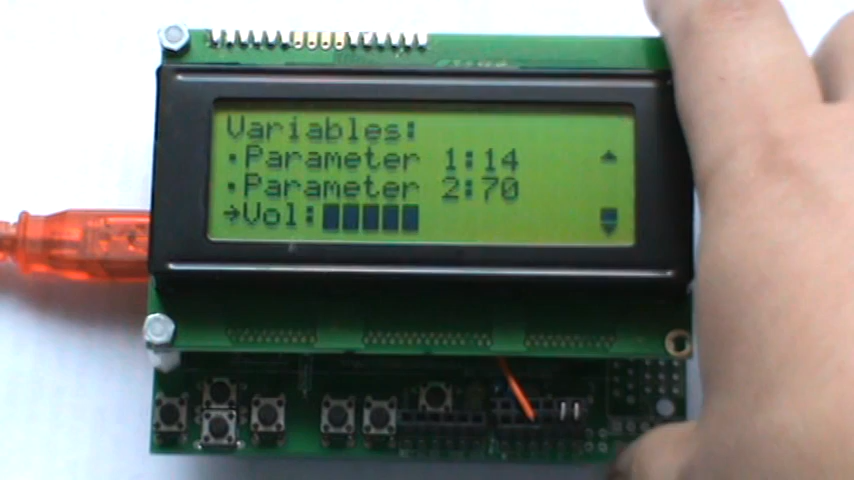 Variables:
·Parameter 1:14
·Parameter 2:70
→Vol:█████